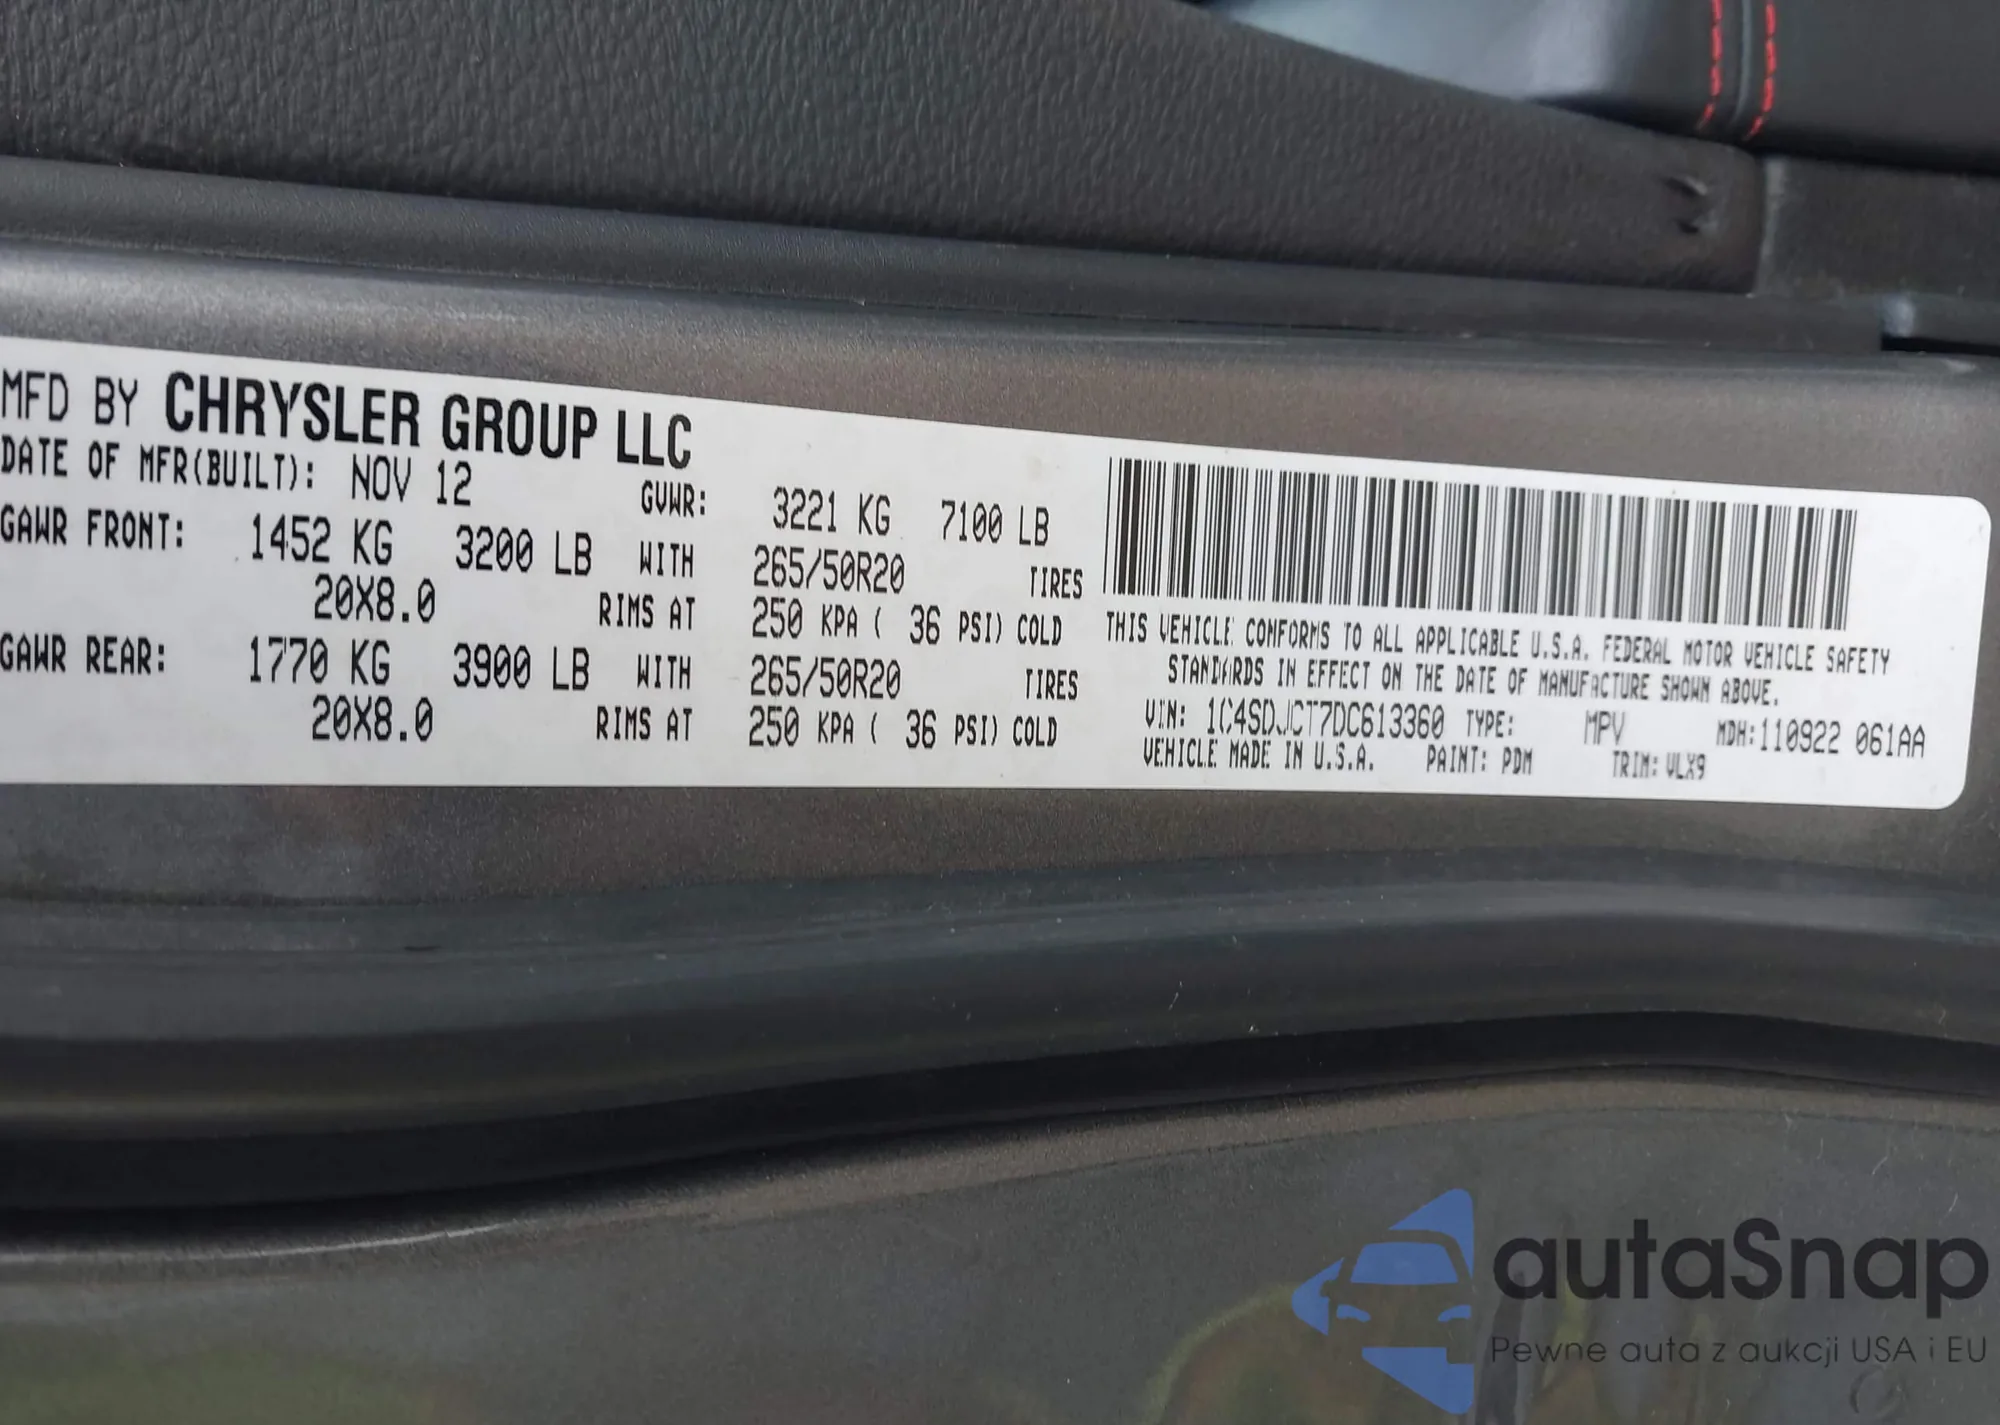 MFD BY CHRYSLER GROUP LLC
DATE OF MFR(BUILT): NOV 12 GVWR: 3221 KG 7100 LB
GAWR FRONT: 1452 KG 3200 LB WITH 265/50R20 TIRES
20X8.0 RIMS AT 250 KPA ( 36 PSI) COLD
GAWR REAR: 1770 KG 3900 LB WITH 265/50R20 TIRES
20X8.0 RIMS AT 250 KPA ( 36 PSI) COLD
THIS VEHICLE CONFORMS TO ALL APPLICABLE U.S.A. FEDERAL MOTOR VEHICLE SAFETY
STANDARDS IN EFFECT ON THE DATE OF MANUFACTURE SHOWN ABOVE.
VIN: 1C4SDJCT7DC613360 TYPE: MPV MDH:110922 061AA
VEHICLE MADE IN U.S.A. PAINT: PDM TRIM: VLX9
autaSnap
Pewne auta z aukcji USA i EU